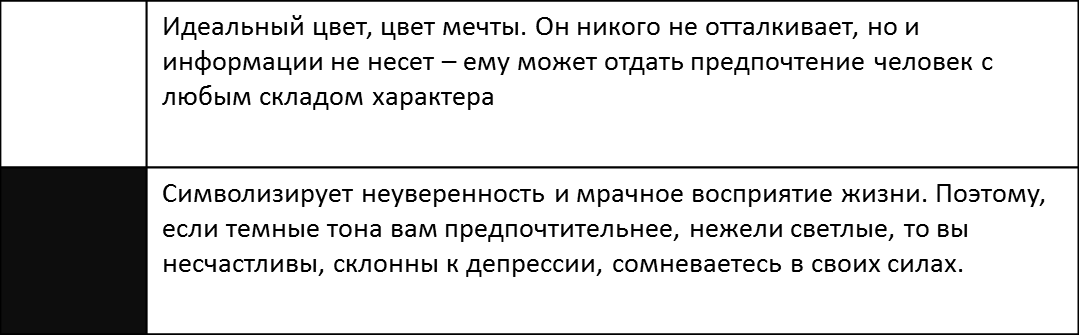 Идеальный цвет, цвет мечты. Он никого не отталкивает, но и
информации не несет – ему может отдать предпочтение человек с
любым складом характера
Символизирует неуверенность и мрачное восприятие жизни. Поэтому,
если темные тона вам предпочтительнее, нежели светлые, то вы
несчастливы, склонны к депрессии, сомневаетесь в своих силах.